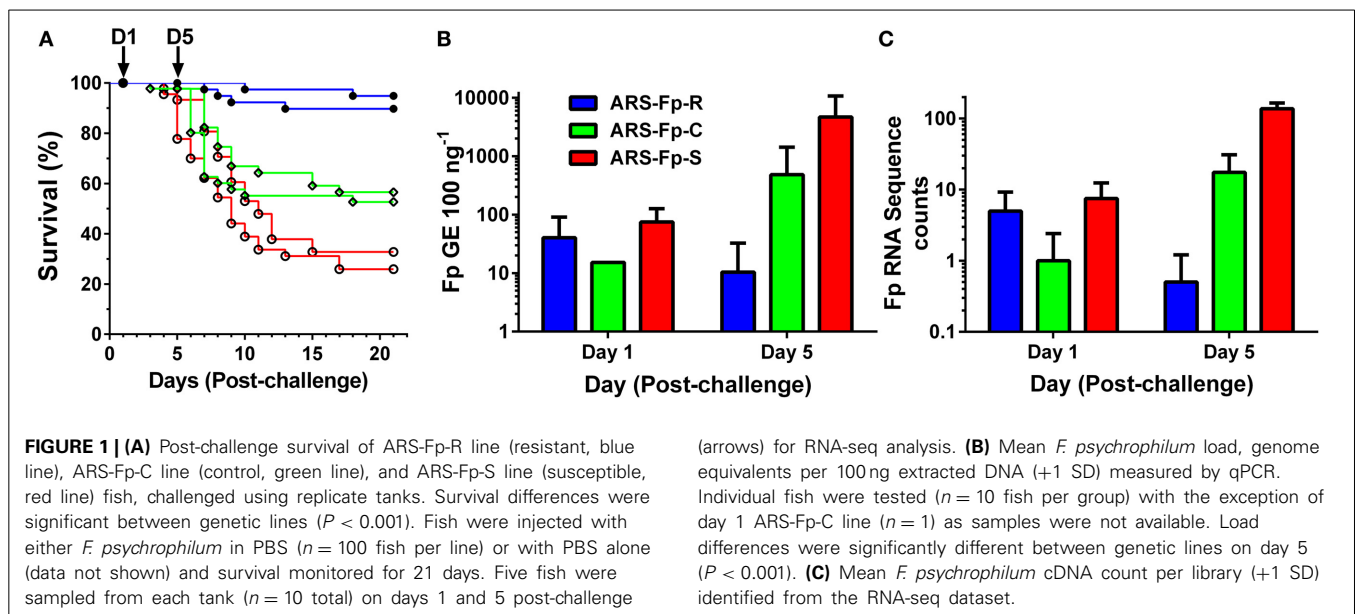 A
D1 D5
Survival (%)
100
80
60
40
20
0
0 5 10 15 20
Days (Post-challenge)
B
Fp GE 100 ng-1
10000
1000
100
10
1
ARS-Fp-R
ARS-Fp-C
ARS-Fp-S
Day 1 Day 5
Day (Post-challenge)
C
Fp RNA Sequence
counts
100
10
1
0.1
Day 1 Day 5
Day (Post-challenge)
FIGURE 1 | (A) Post-challenge survival of ARS-Fp-R line (resistant, blue
line), ARS-Fp-C line (control, green line), and ARS-Fp-S line (susceptible,
red line) fish, challenged using replicate tanks. Survival differences were
significant between genetic lines (P < 0.001). Fish were injected with
either F. psychrophilum in PBS (n = 100 fish per line) or with PBS alone
(data not shown) and survival monitored for 21 days. Five fish were
sampled from each tank (n = 10 total) on days 1 and 5 post-challenge
(arrows) for RNA-seq analysis. (B) Mean F. psychrophilum load, genome
equivalents per 100 ng extracted DNA (+1 SD) measured by qPCR.
Individual fish were tested (n = 10 fish per group) with the exception of
day 1 ARS-Fp-C line (n = 1) as samples were not available. Load
differences were significantly different between genetic lines on day 5
(P < 0.001). (C) Mean F. psychrophilum cDNA count per library (+1 SD)
identified from the RNA-seq dataset.